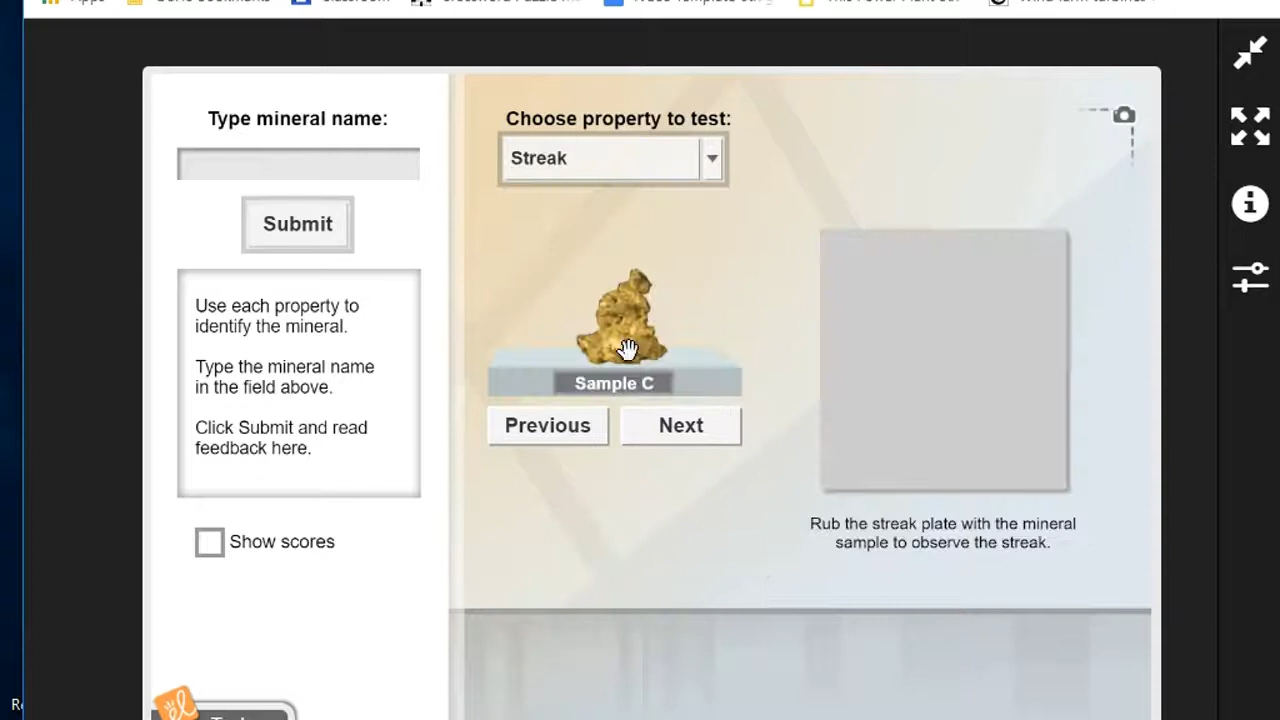 Apps
Type mineral name:
Choose property to test:
Streak
Submit
Use each property to
identify the mineral.
Type the mineral name
in the field above.
Click Submit and read
feedback here.
Sample C
Previous
Next
Rub the streak plate with the mineral
sample to observe the streak.
Show scores